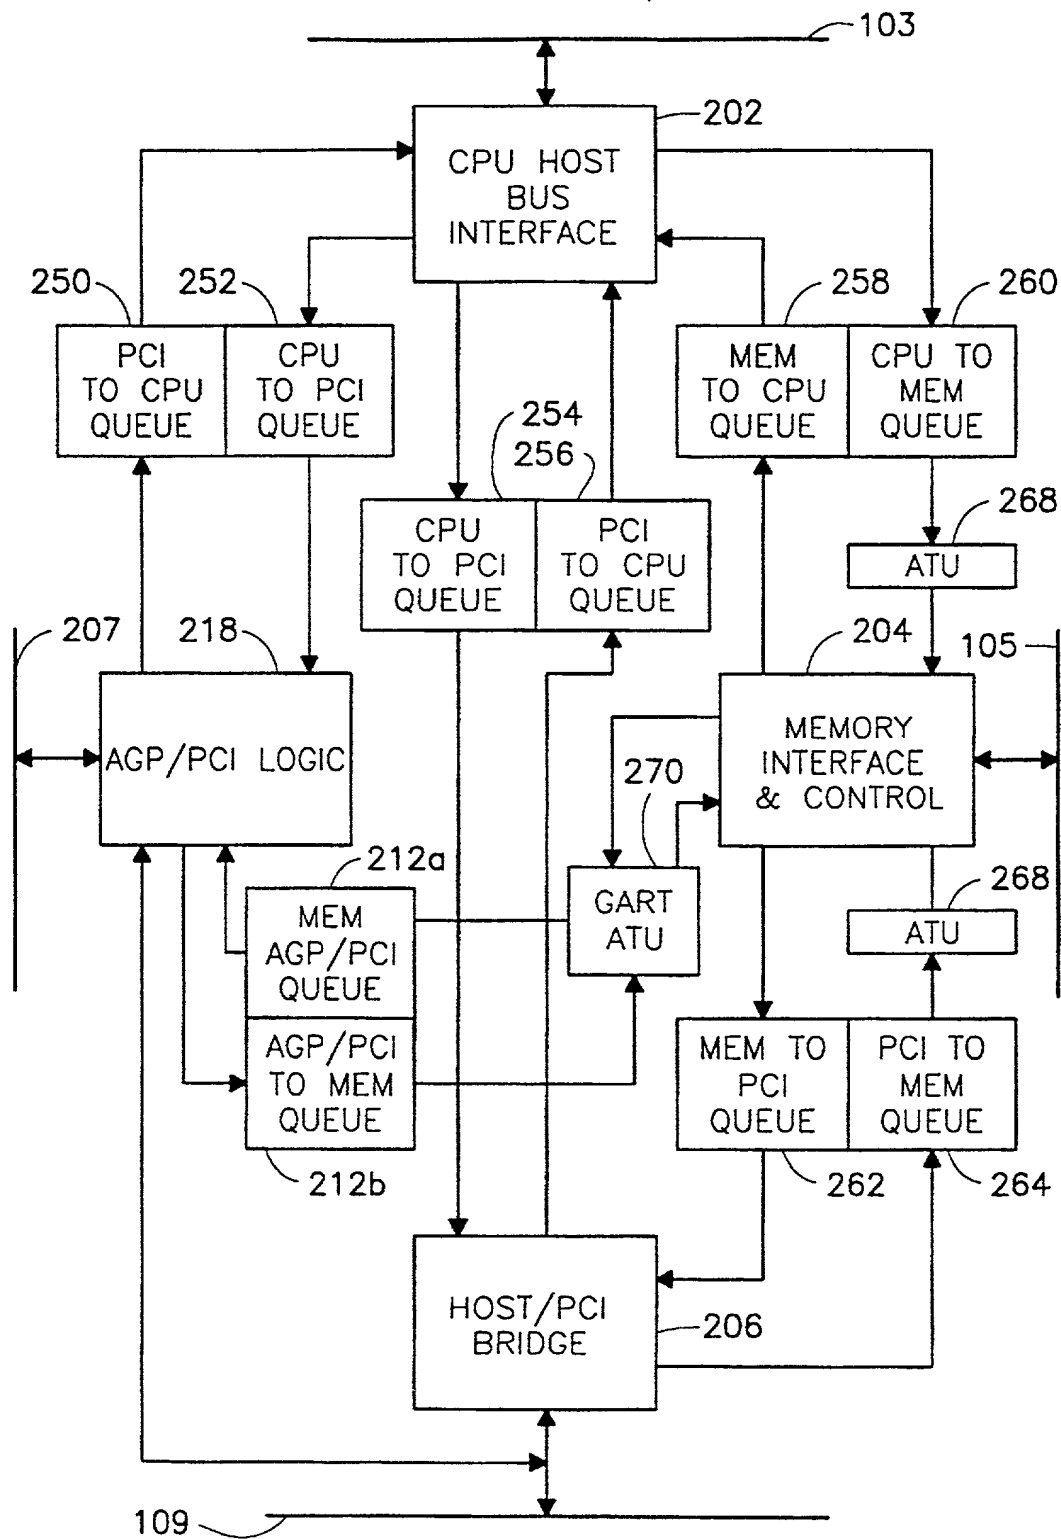 103
202
CPU HOST
BUS
INTERFACE
250
252
258
260
PCI
TO CPU
QUEUE
CPU
TO PCI
QUEUE
MEM
TO CPU
QUEUE
CPU TO
MEM
QUEUE
254
256
268
CPU
TO PCI
QUEUE
PCI
TO CPU
QUEUE
ATU
207
218
204
105
AGP/PCI LOGIC
MEMORY
INTERFACE
& CONTROL
270
212a
268
MEM
AGP/PCI
QUEUE
GART
ATU
ATU
AGP/PCI
TO MEM
QUEUE
MEM TO
PCI
QUEUE
PCI TO
MEM
QUEUE
212b
262
264
HOST/PCI
BRIDGE
206
109